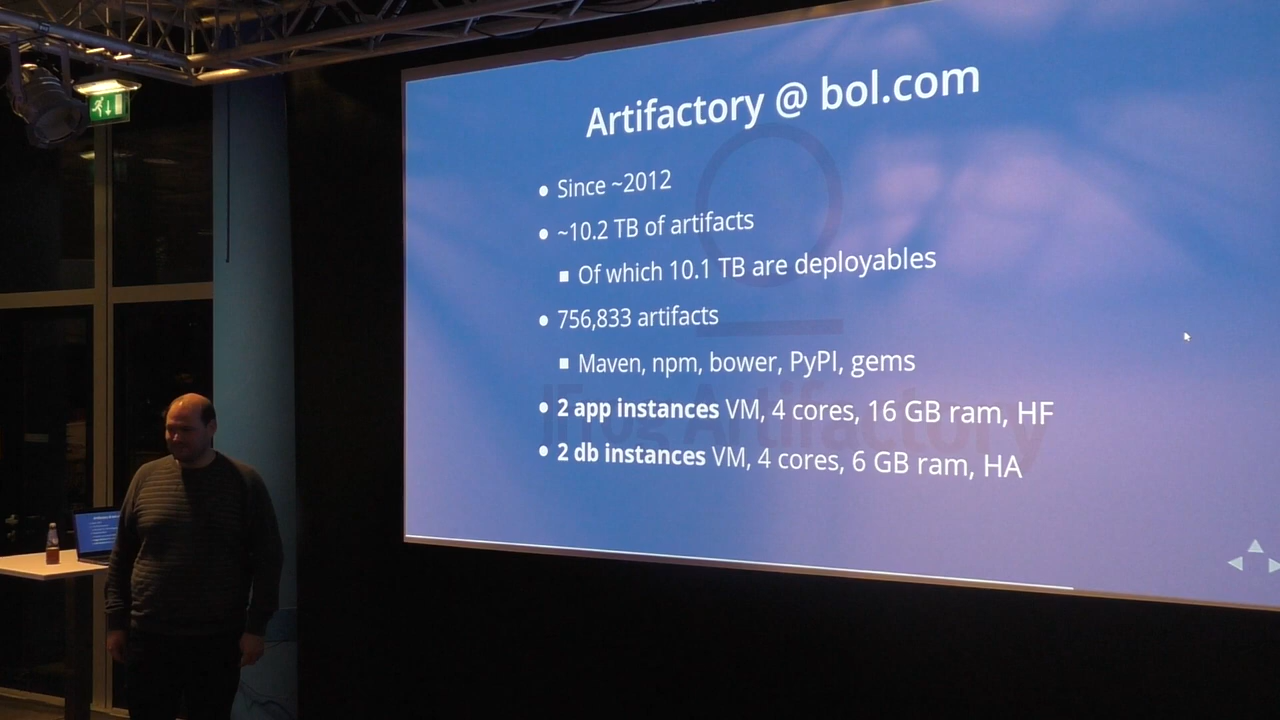 Artifactory @ bol.com
Since ~2012
~10.2 TB of artifacts
Of which 10.1 TB are deployables
756,833 artifacts
Maven, npm, bower, PyPI, gems
2 app instances VM, 4 cores, 16 GB ram, HF
2 db instances VM, 4 cores, 6 GB ram, HA
JFrog Artifactory